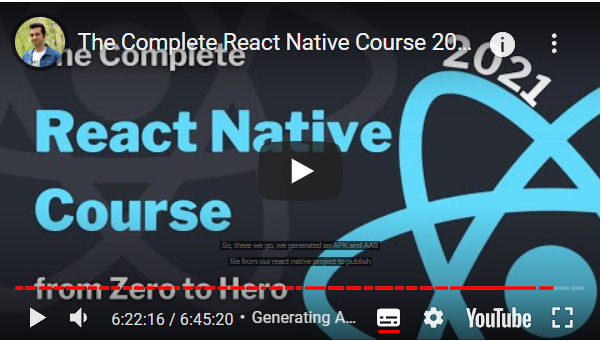 The Complete React Native Course 20...
The Complete
2021
React Native
Course
So, there we go, we generated an APK and AAB
file from our react native project to publish
from Zero to Hero
6:22:16 / 6:45:20 • Generating A...
YouTube